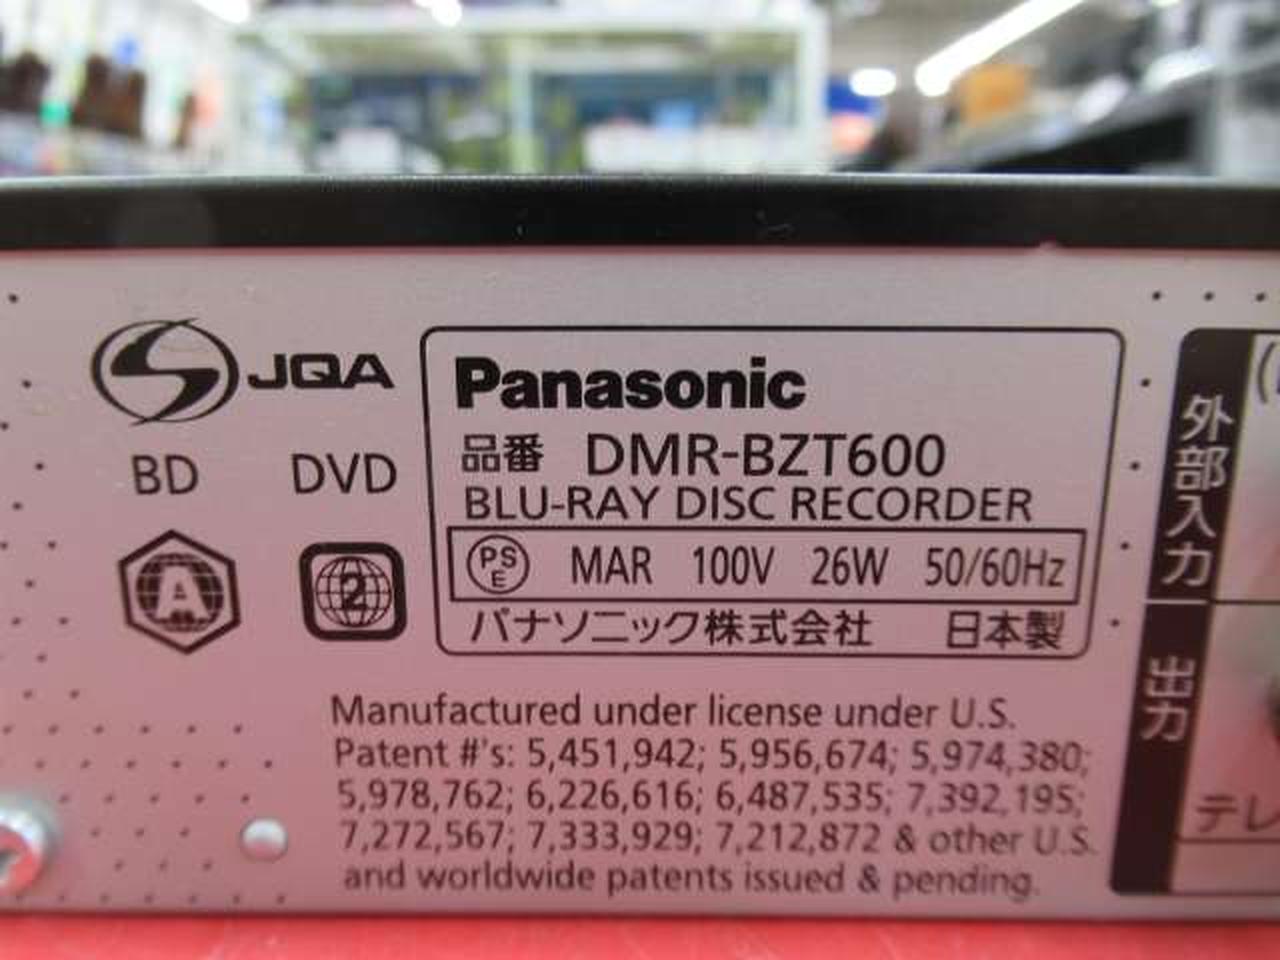 JQA
BD DVD
A 2
Panasonic
品番 DMR-BZT600
BLU-RAY DISC RECORDER
PSE MAR 100V 26W 50/60Hz
パナソニック株式会社 日本製
Manufactured under license under U.S.
Patent #'s: 5,451,942; 5,956,674; 5,974,380;
5,978,762; 6,226,616; 6,487,535; 7,392,195;
7,272,567; 7,333,929; 7,212,872 & other U.S.
and worldwide patents issued & pending.
外部入力
出力
テレ